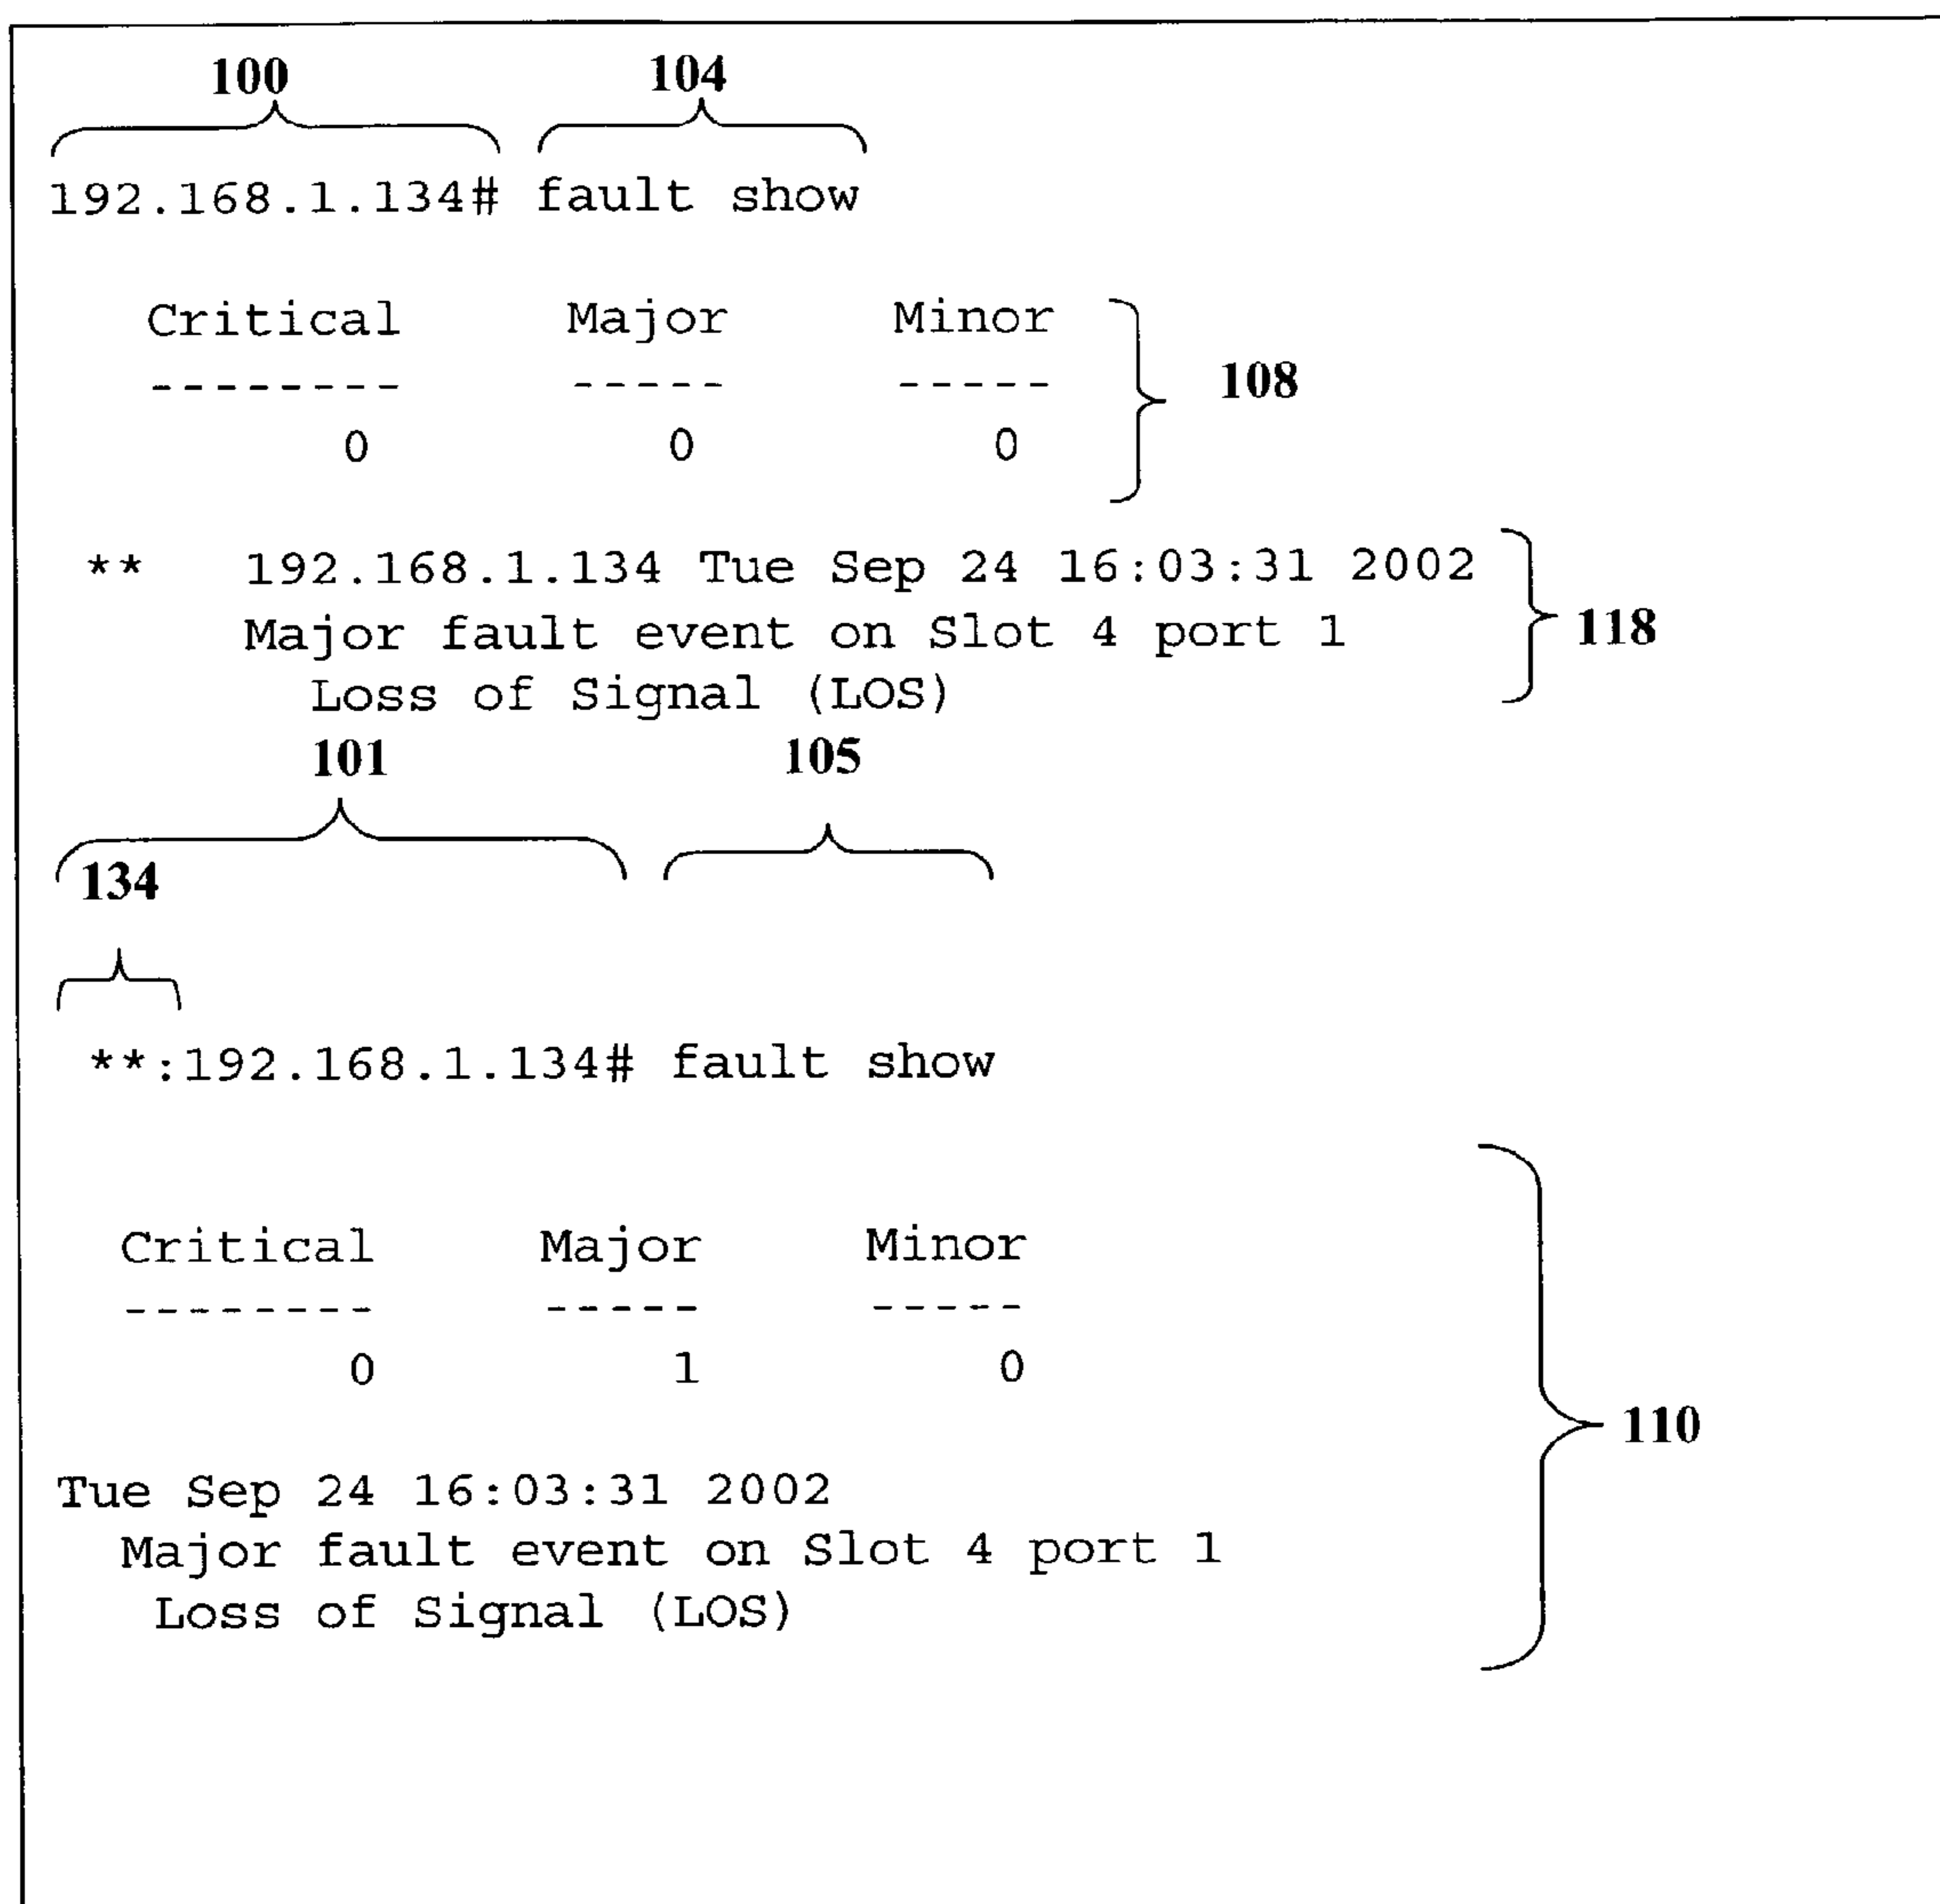 100 104
192.168.1.134# fault show
Critical Major Minor
-------- ----- -----
0 0 0
108
** 192.168.1.134 Tue Sep 24 16:03:31 2002
Major fault event on Slot 4 port 1
Loss of Signal (LOS)
118
101 105
134
**:192.168.1.134# fault show
Critical Major Minor
-------- ----- -----
0 1 0
110
Tue Sep 24 16:03:31 2002
Major fault event on Slot 4 port 1
Loss of Signal (LOS)